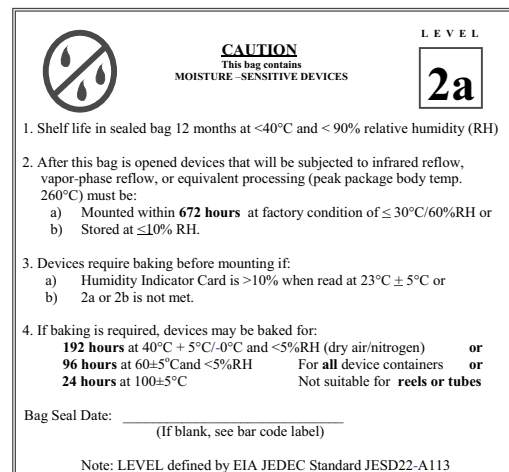 LEVEL
CAUTION
This bag contains
MOISTURE –SENSITIVE DEVICES
2a
1. Shelf life in sealed bag 12 months at <40°C and < 90% relative humidity (RH)
2. After this bag is opened devices that will be subjected to infrared reflow,
vapor-phase reflow, or equivalent processing (peak package body temp.
260°C) must be:
a) Mounted within 672 hours at factory condition of ≤ 30°C/60%RH or
b) Stored at ≤10% RH.
3. Devices require baking before mounting if:
a) Humidity Indicator Card is >10% when read at 23°C ± 5°C or
b) 2a or 2b is not met.
4. If baking is required, devices may be baked for:
192 hours at 40°C + 5°C/-0°C and <5%RH (dry air/nitrogen) or
96 hours at 60±5°Cand <5%RH For all device containers or
24 hours at 100±5°C Not suitable for reels or tubes
Bag Seal Date: ______________________________
(If blank, see bar code label)
Note: LEVEL defined by EIA JEDEC Standard JESD22-A113